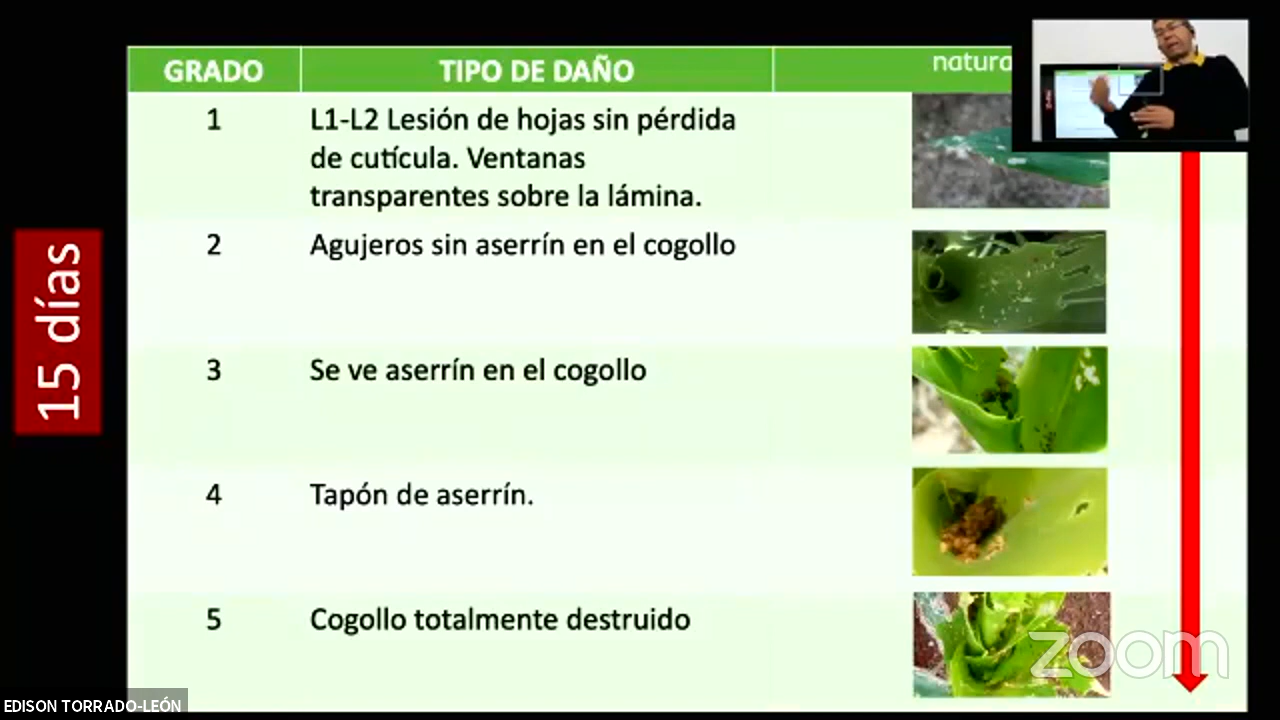 GRADO
TIPO DE DAÑO
natura
1
L1-L2 Lesión de hojas sin pérdida
de cutícula. Ventanas
transparentes sobre la lámina.
2
Agujeros sin aserrín en el cogollo
3
Se ve aserrín en el cogollo
4
Tapón de aserrín.
5
Cogollo totalmente destruido
15 días
zoom
EDISON TORRADO-LEÓN